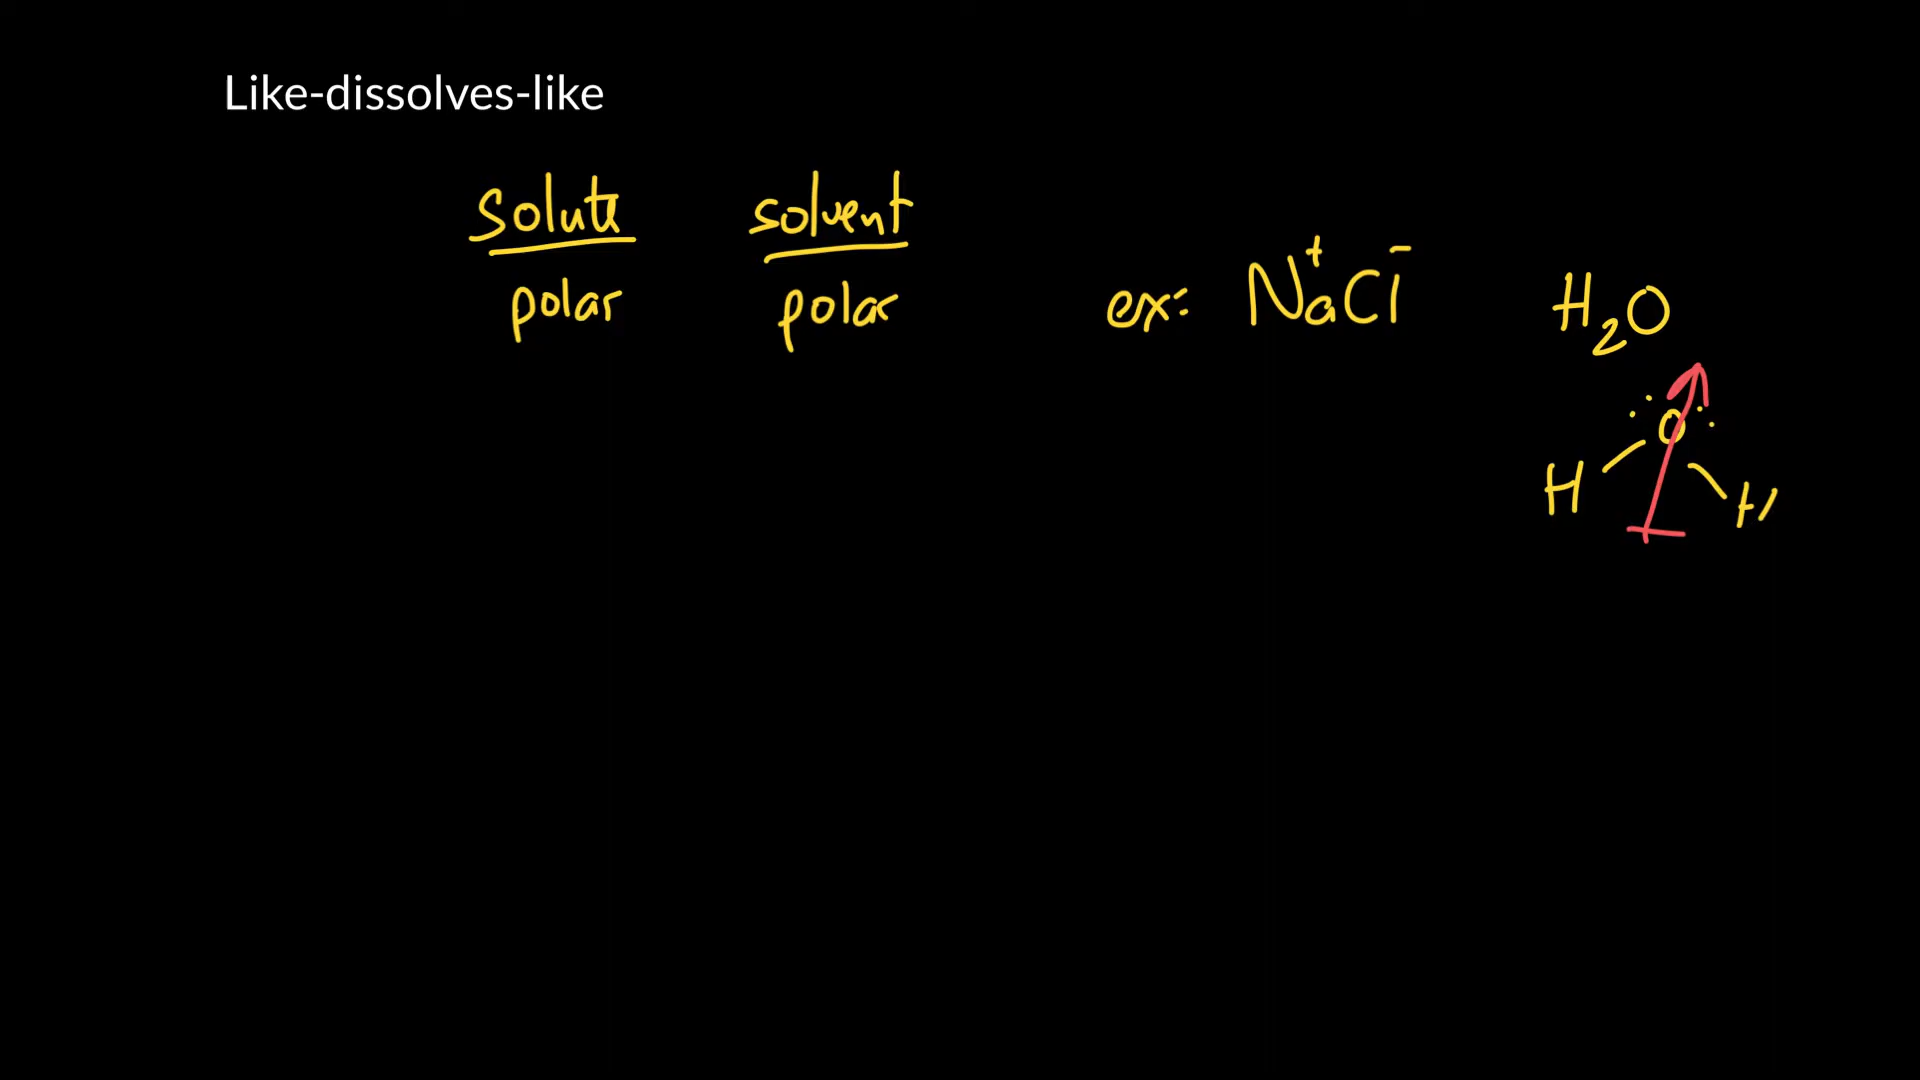 Like-dissolves-like
solute solvent
polar polar ex: Na⁺Cl⁻ H₂O
O
H H